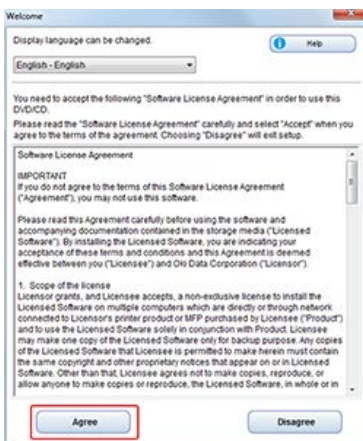 Welcome
Display language can be changed.
Help
English - English
You need to accept the following "Software License Agreement" in order to use this
DVD/CD.
Please read the "Software License Agreement" carefully and select "Accept" when you
agree to the terms of the agreement. Choosing "Disagree" will exit setup.
Software License Agreement
IMPORTANT
If you do not agree to the terms of this Software License Agreement
("Agreement"), you may not use this software.
Please read this Agreement carefully before using the software and
accompanying documentation contained in the storage media ("Licensed
Software"). By installing the Licensed Software, you are indicating your
acceptance of these terms and conditions and this Agreement is deemed
effective between you ("Licensee") and Oki Data Corporation ("Licensor").
1. Scope of the license
Licensor grants, and Licensee accepts, a non-exclusive license to install the
Licensed Software on multiple computers which are directly or through network
connected to Licensor's printer product or MFP purchased by Licensee ("Product")
and to use the Licensed Software solely in conjunction with Product. Licensee
may make one copy of the Licensed Software only for backup purpose. Any copies
of the Licensed Software that Licensee is permitted to make herein must contain
the same copyright and other proprietary notices that appear on or in Licensed
Software. Other than that, Licensee agrees not to make copies, reproduce, or
allow anyone to make copies or reproduce, the Licensed Software, in whole or in
Agree
Disagree